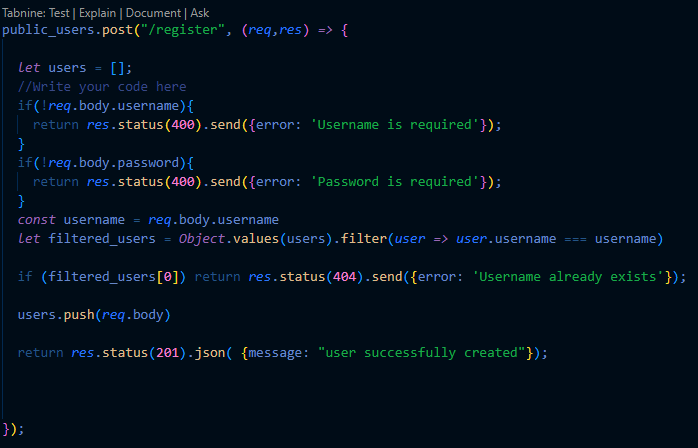 Tabnine: Test | Explain | Document | Ask
public_users.post("/register", (req,res) => {
let users = [];
//Write your code here
if(!req.body.username){
return res.status(400).send({error: 'Username is required'});
}
if(!req.body.password){
return res.status(400).send({error: 'Password is required'});
}
const username = req.body.username
let filtered_users = Object.values(users).filter(user => user.username === username)
if (filtered_users[0]) return res.status(404).send({error: 'Username already exists'});
users.push(req.body)
return res.status(201).json( {message: "user successfully created"});
});